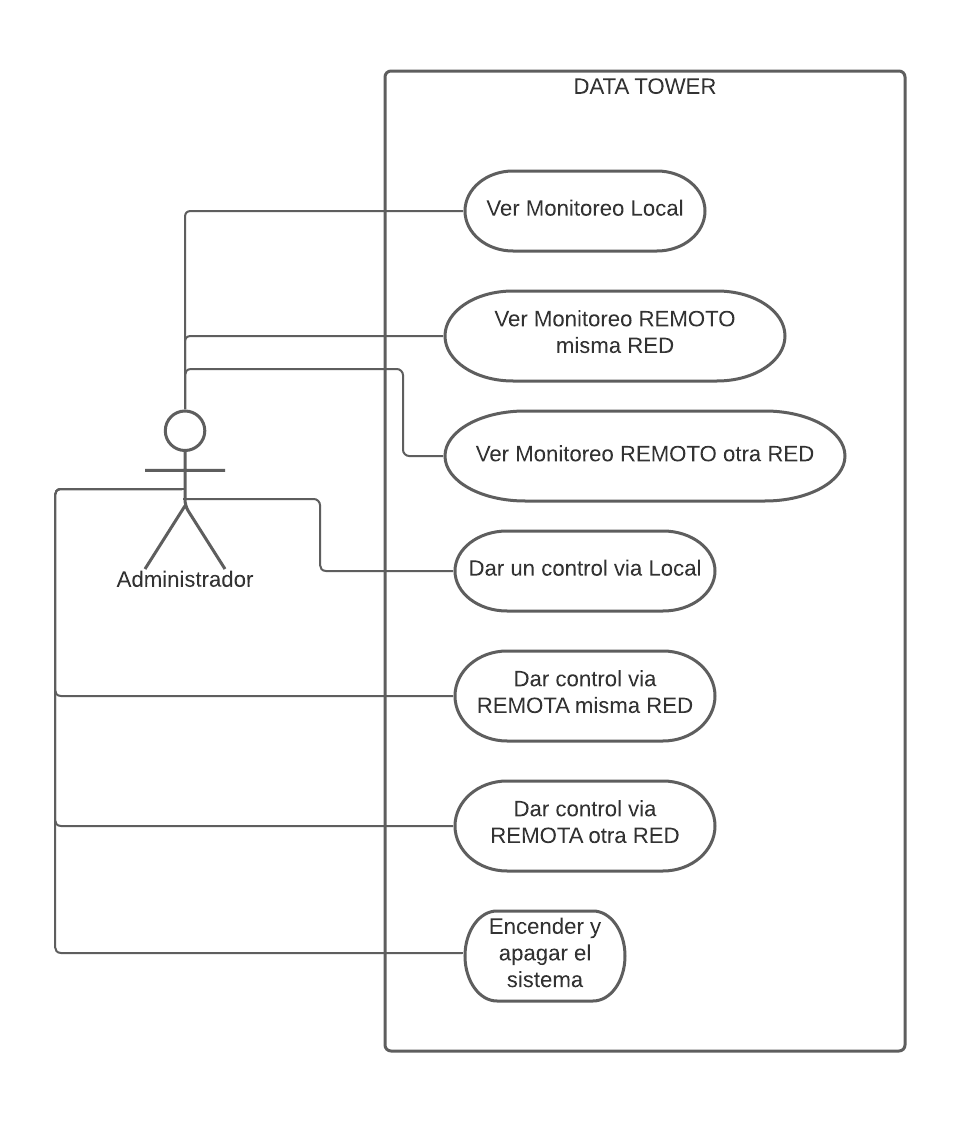 DATA TOWER
Ver Monitoreo Local
Ver Monitoreo REMOTO
misma RED
Ver Monitoreo REMOTO otra RED
Administrador
Dar un control via Local
Dar control via
REMOTA misma RED
Dar control via
REMOTA otra RED
Encender y
apagar el
sistema